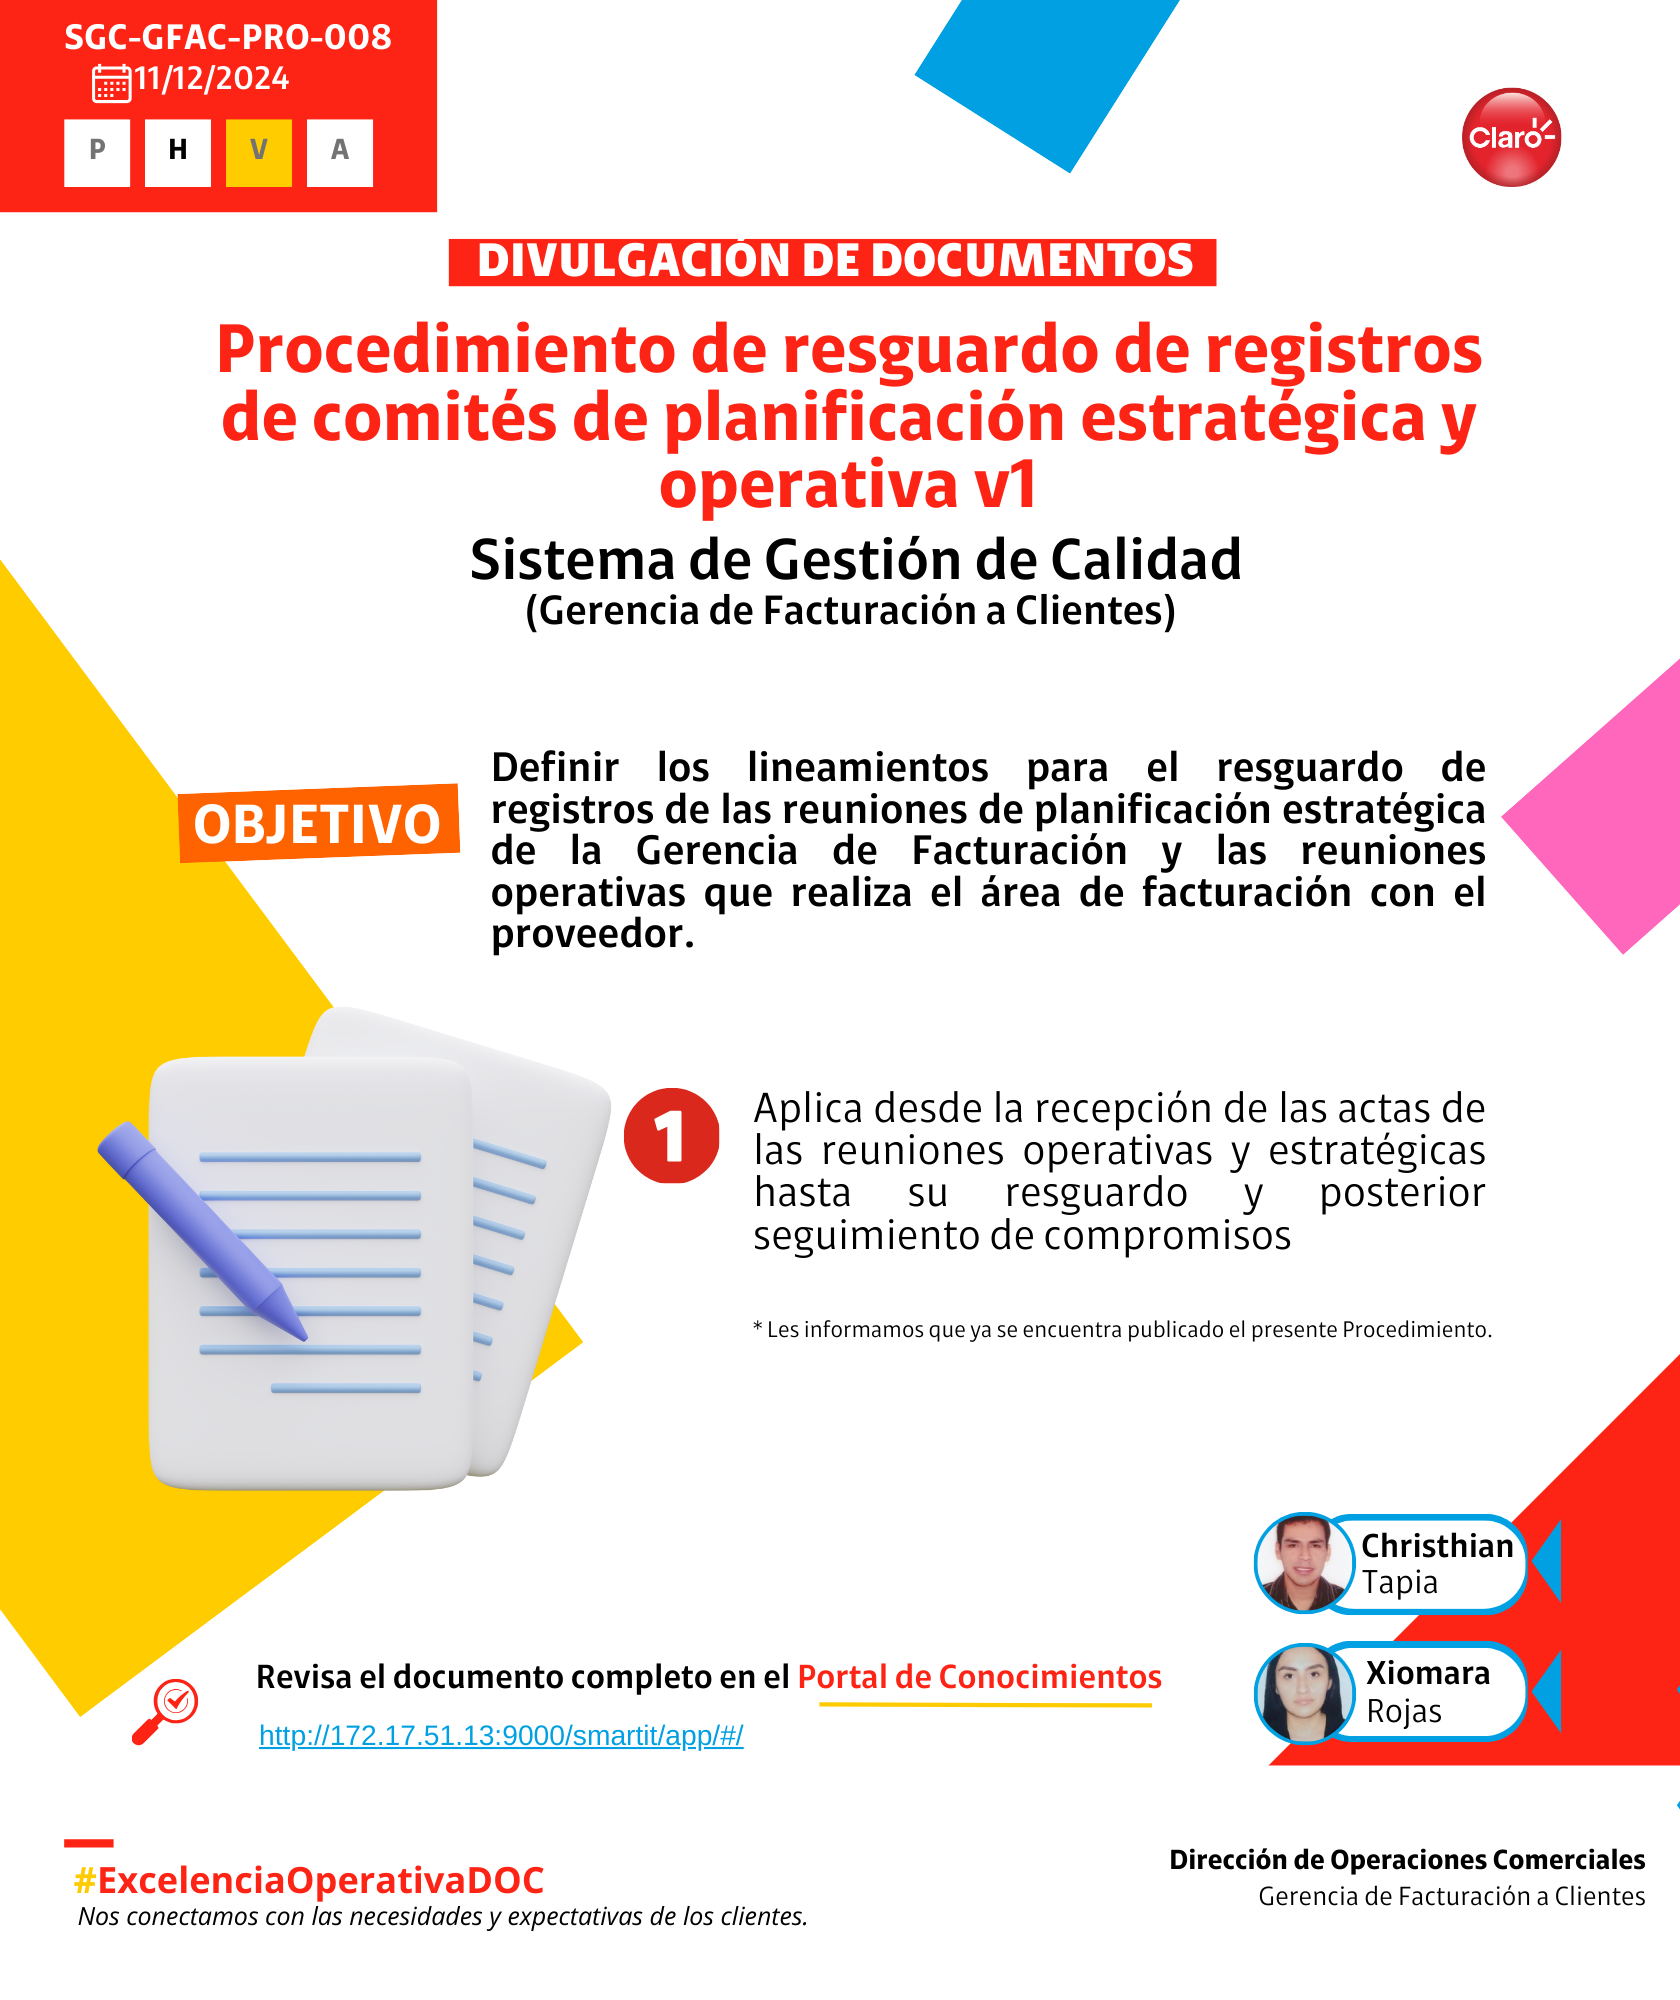 SGC-GFAC-PRO-008
11/12/2024
P H V A
Claro
DIVULGACIÓN DE DOCUMENTOS
Procedimiento de resguardo de registros
de comités de planificación estratégica y
operativa v1
Sistema de Gestión de Calidad
(Gerencia de Facturación a Clientes)
OBJETIVO
Definir los lineamientos para el resguardo de
registros de las reuniones de planificación estratégica
de la Gerencia de Facturación y las reuniones
operativas que realiza el área de facturación con el
proveedor.
1
Aplica desde la recepción de las actas de
las reuniones operativas y estratégicas
hasta su resguardo y posterior
seguimiento de compromisos
* Les informamos que ya se encuentra publicado el presente Procedimiento.
Christhian
Tapia
Xiomara
Rojas
Revisa el documento completo en el Portal de Conocimientos
http://172.17.51.13:9000/smartit/app/#/
#ExcelenciaOperativaDOC
Nos conectamos con las necesidades y expectativas de los clientes.
Dirección de Operaciones Comerciales
Gerencia de Facturación a Clientes